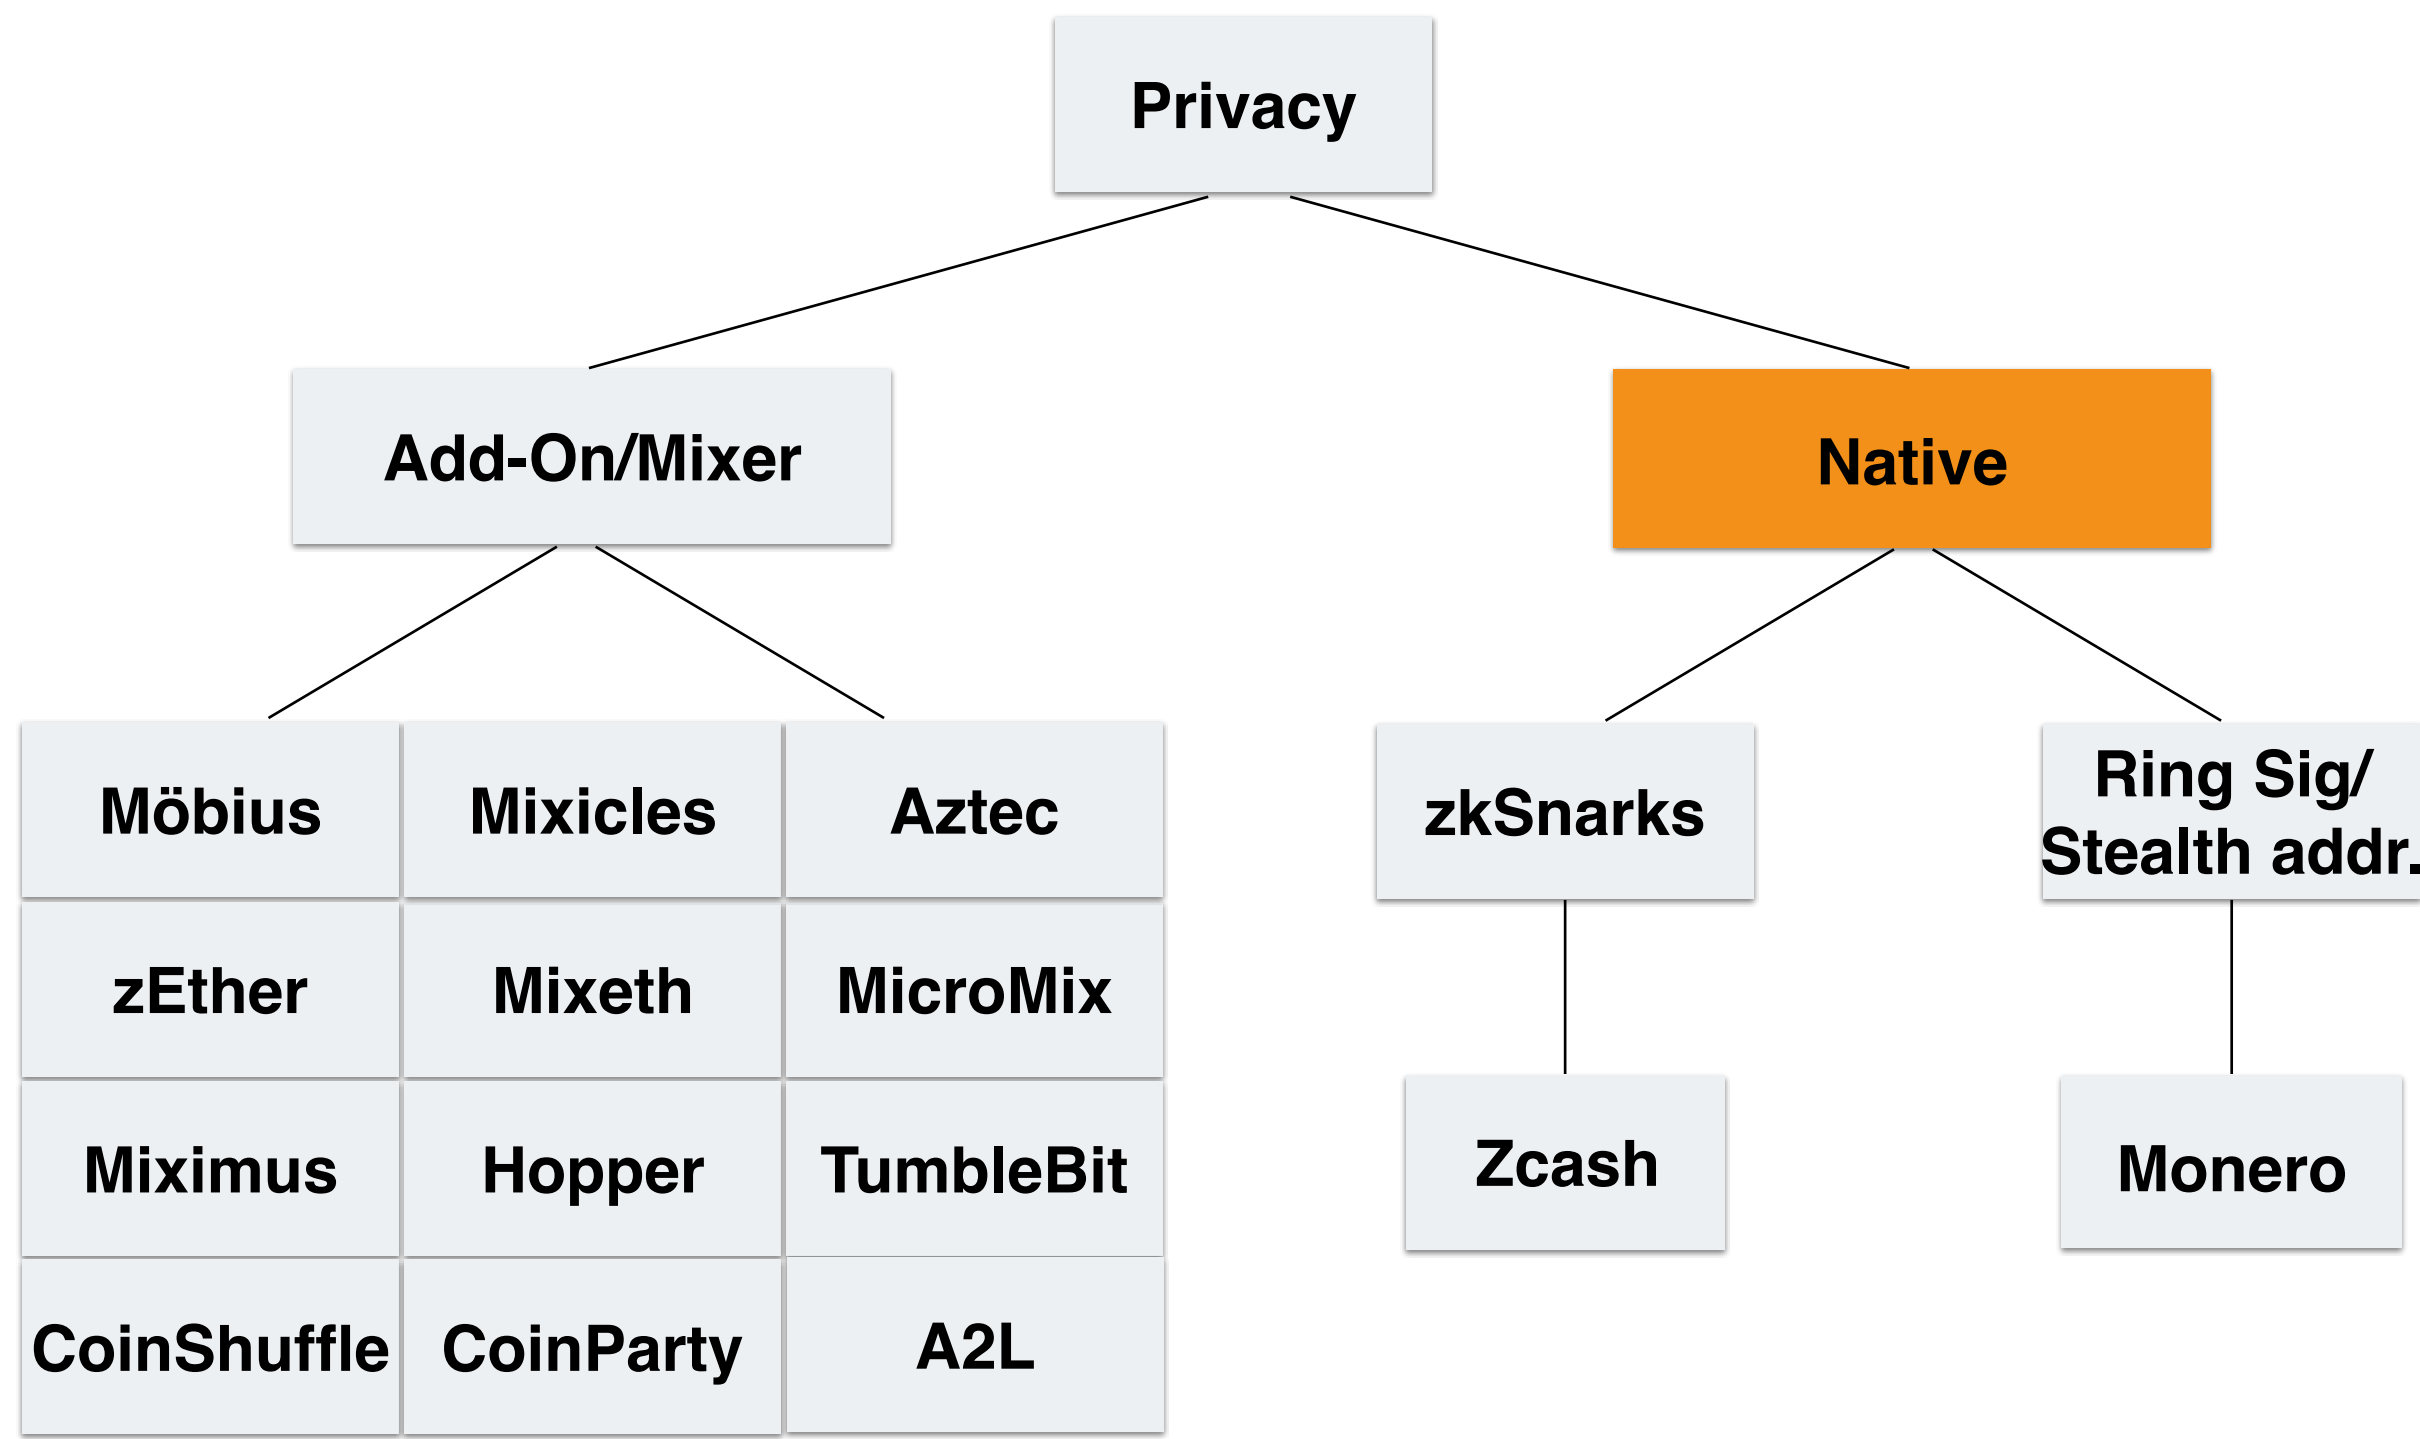 Privacy
Add-On/Mixer
Native
Möbius
Mixicles
Aztec
zkSnarks
Ring Sig/
Stealth addr.
zEther
Mixeth
MicroMix
Miximus
Hopper
TumbleBit
Zcash
Monero
CoinShuffle
CoinParty
A2L